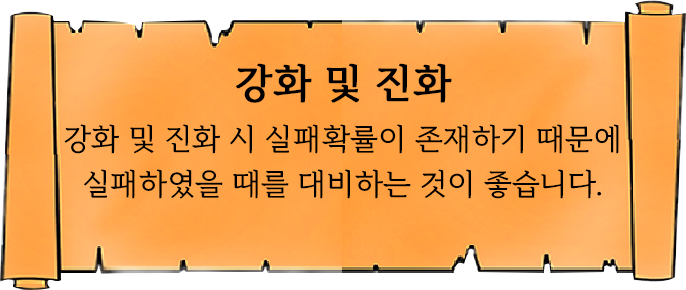 강화 및 진화
강화 및 진화 시 실패확률이 존재하기 때문에
실패하였을 때를 대비하는 것이 좋습니다.